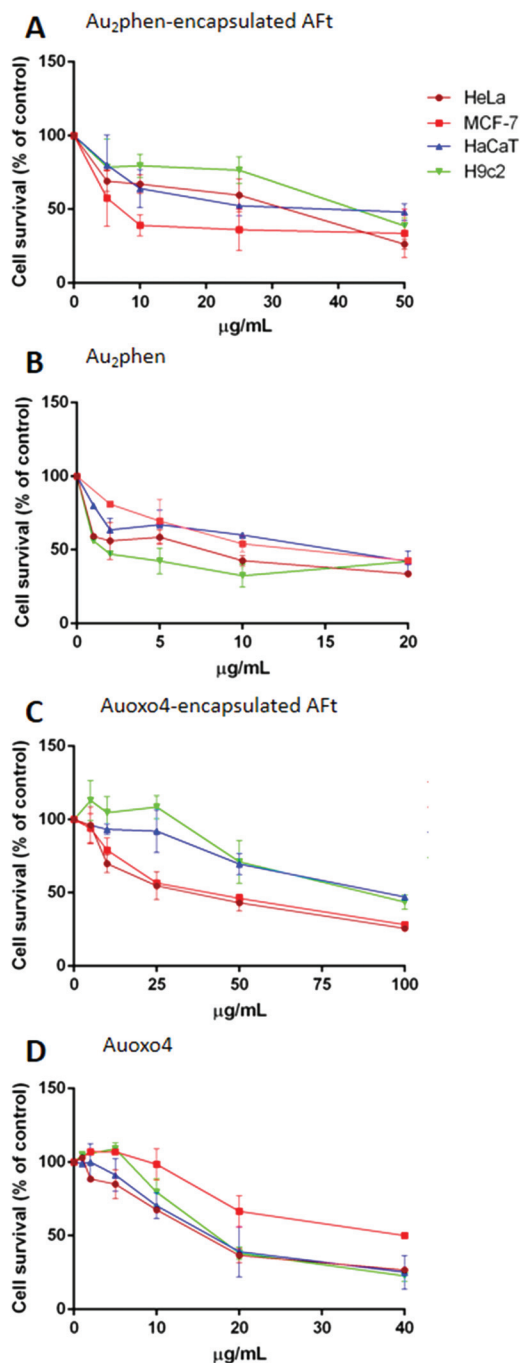 A Au₂phen-encapsulated AFt
150
100
50
0
Cell survival (% of control)
0 10 20 30 40 50
µg/mL
HeLa
MCF-7
HaCaT
H9c2
B Au₂phen
150
100
50
0
Cell survival (% of control)
0 5 10 15 20
µg/mL
C Auoxo4-encapsulated AFt
150
100
50
0
Cell survival (% of control)
0 25 50 75 100
µg/mL
D Auoxo4
150
100
50
0
Cell survival (% of control)
0 10 20 30 40
µg/mL